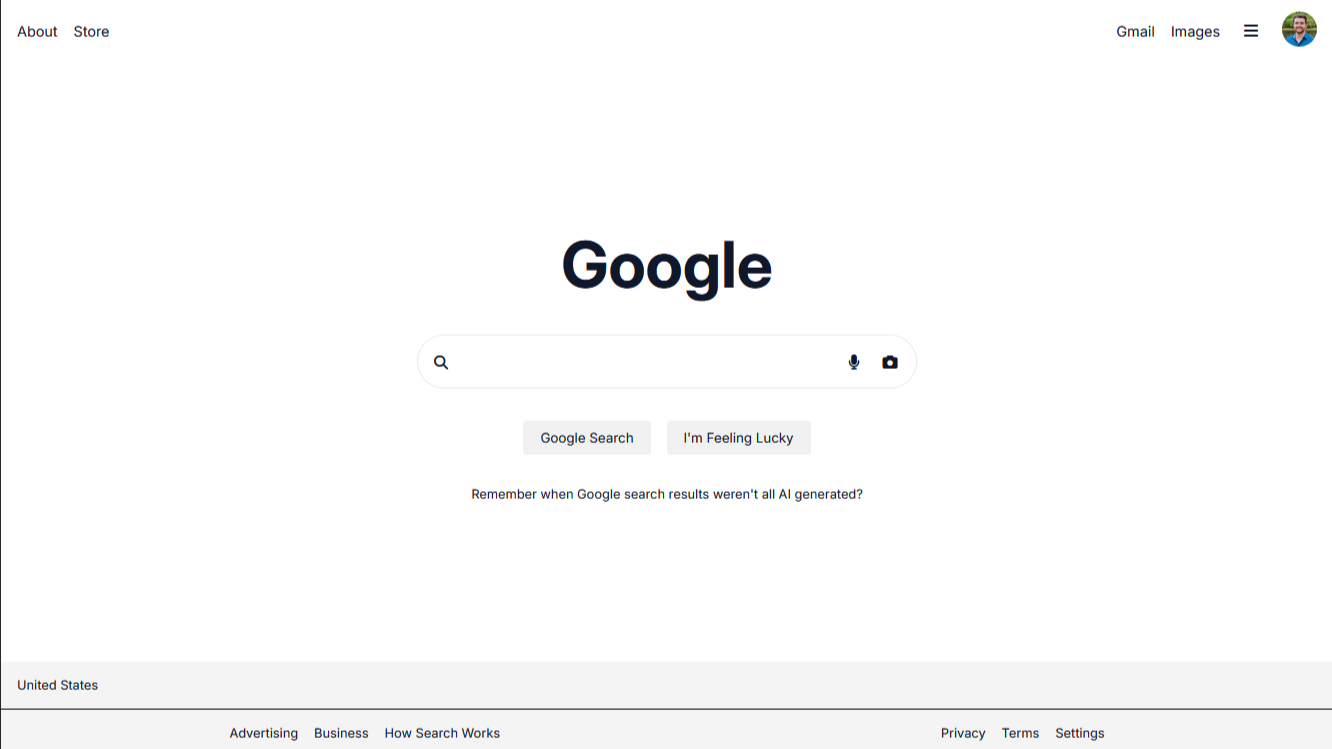 About Store Gmail Images
Google
Google Search I'm Feeling Lucky
Remember when Google search results weren't all AI generated?
United States
Advertising Business How Search Works Privacy Terms Settings